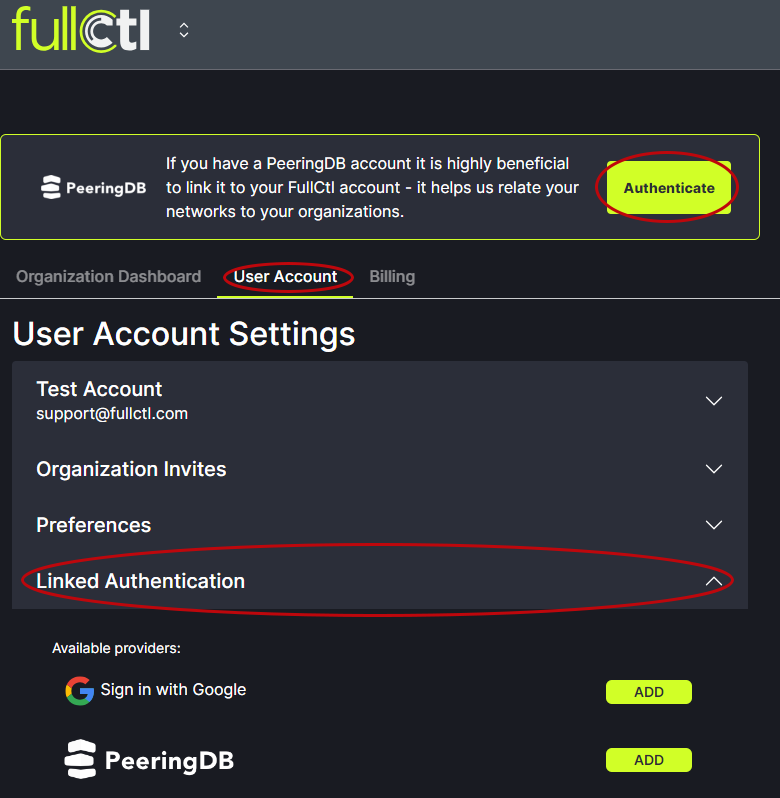 fullCtl
If you have a PeeringDB account it is highly beneficial
to link it to your FullCtl account - it helps us relate your
networks to your organizations.
PeeringDB
Authenticate
Organization Dashboard User Account Billing
User Account Settings
Test Account
support@fullctl.com
Organization Invites
Preferences
Linked Authentication
Available providers:
Sign in with Google ADD
PeeringDB ADD